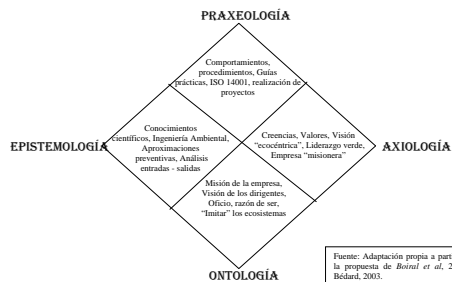 PRAXEOLOGÍA
Comportamientos,
procedimientos, Guías
prácticas, ISO 14001, realización de
proyectos
EPISTEMOLOGÍA
Conocimientos
científicos, Ingeniería Ambiental,
Aproximaciones
preventivas, Análisis
entradas - salidas
Creencias, Valores, Visión
“ecocéntrica”, Liderazgo verde,
Empresa “misionera”
AXIOLOGÍA
Misión de la empresa,
Visión de los dirigentes,
Oficio, razón de ser,
“Imitar” los ecosistemas
ONTOLOGÍA
Fuente: Adaptación propia a part
la propuesta de Boiral et al, 2
Bédard, 2003.